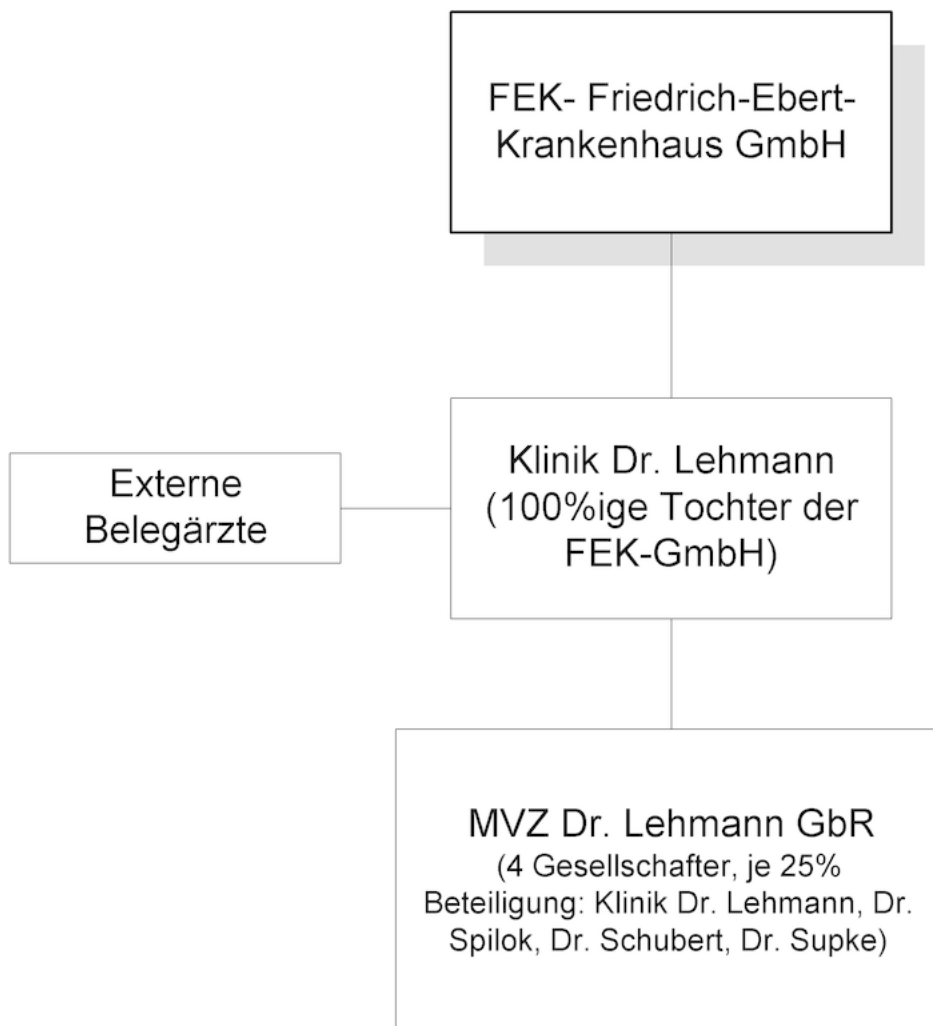 FEK- Friedrich-Ebert-
Krankenhaus GmbH
Klinik Dr. Lehmann
(100%ige Tochter der
FEK-GmbH)
Externe
Belegärzte
MVZ Dr. Lehmann GbR
(4 Gesellschafter, je 25%
Beteiligung: Klinik Dr. Lehmann, Dr.
Spilok, Dr. Schubert, Dr. Supke)